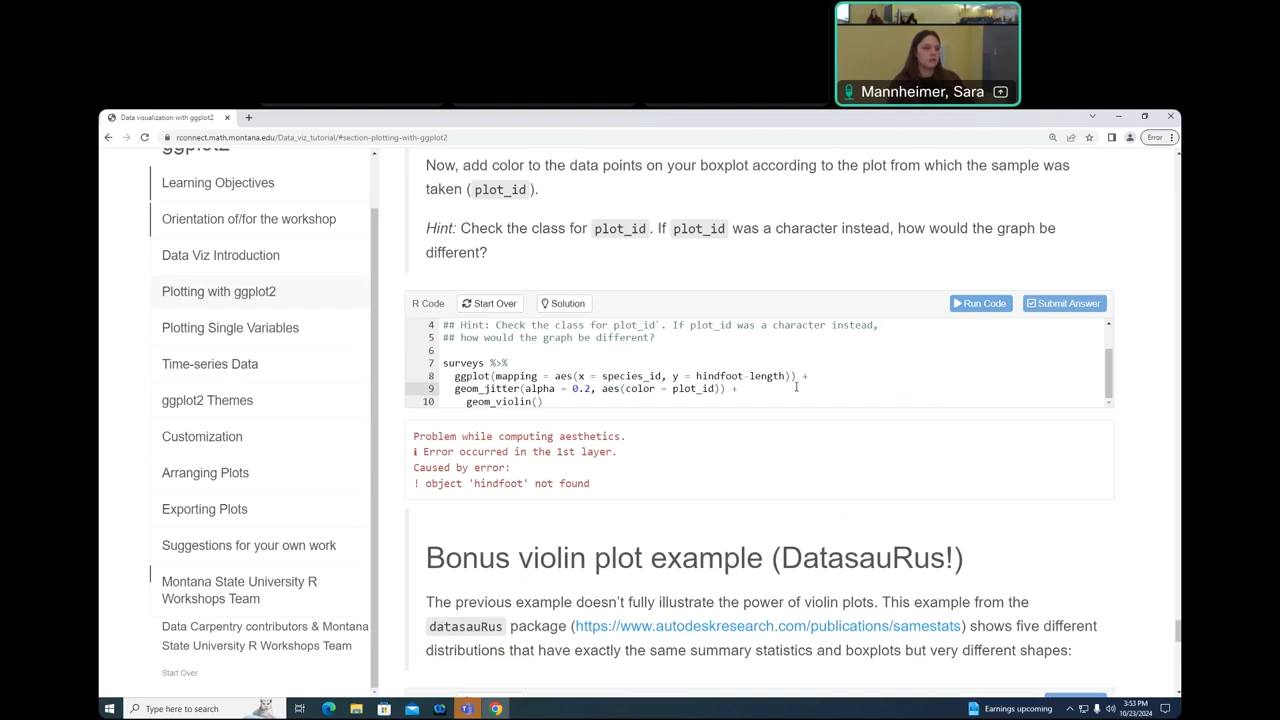 Mannheimer, Sara
Data visualization with ggplot2
rconnect.math.montana.edu/Data_viz_tutorial/#section-plotting-with-ggplot2
Error
ggplot2
Learning Objectives
Orientation of/for the workshop
Data Viz Introduction
Plotting with ggplot2
Plotting Single Variables
Time-series Data
ggplot2 Themes
Customization
Arranging Plots
Exporting Plots
Suggestions for your own work
Montana State University R
Workshops Team
Data Carpentry contributors & Montana
State University R Workshops Team
Start Over
Now, add color to the data points on your boxplot according to the plot from which the sample was
taken ( plot_id ).
Hint: Check the class for plot_id . If plot_id was a character instead, how would the graph be
different?
R Code Start Over Solution Run Code Submit Answer
4 ## Hint: Check the class for plot_id`. If plot_id was a character instead,
5 ## how would the graph be different?
6
7 surveys %>%
8 ggplot(mapping = aes(x = species_id, y = hindfoot-length)) +
9 geom_jitter(alpha = 0.2, aes(color = plot_id)) +
10 geom_violin()
Problem while computing aesthetics.
ℹ Error occurred in the 1st layer.
Caused by error:
! object 'hindfoot' not found
Bonus violin plot example (DatasauRus!)
The previous example doesn't fully illustrate the power of violin plots. This example from the
datasauRus package (https://www.autodeskresearch.com/publications/samestats) shows five different
distributions that have exactly the same summary statistics and boxplots but very different shapes:
Type here to search
Earnings upcoming
3:53 PM
10/23/2024